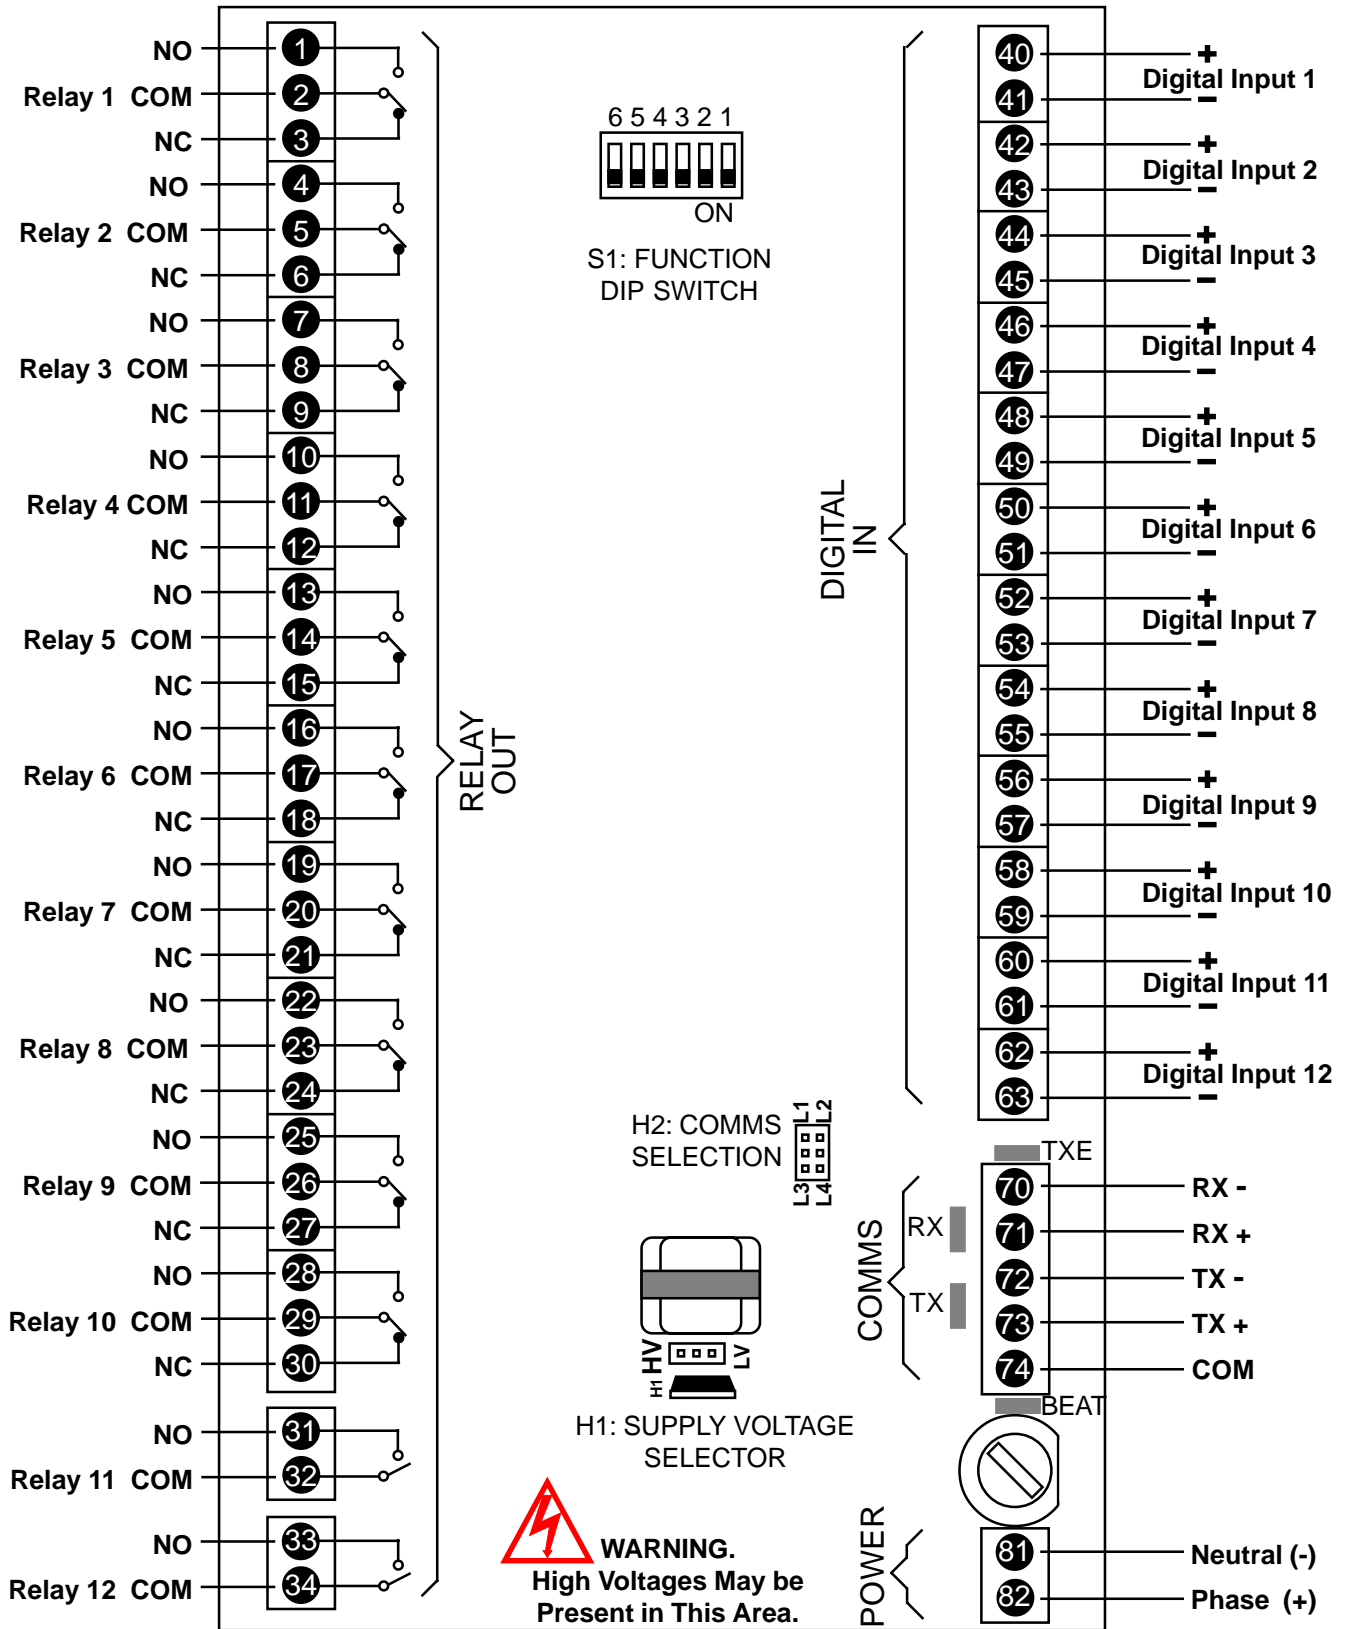 NO 1
Relay 1 COM 2
NC 3
NO 4
Relay 2 COM 5
NC 6
NO 7
Relay 3 COM 8
NC 9
NO 10
Relay 4 COM 11
NC 12
NO 13
Relay 5 COM 14
NC 15
NO 16
Relay 6 COM 17
NC 18
NO 19
Relay 7 COM 20
NC 21
NO 22
Relay 8 COM 23
NC 24
NO 25
Relay 9 COM 26
NC 27
NO 28
Relay 10 COM 29
NC 30
NO 31
Relay 11 COM 32
NO 33
Relay 12 COM 34
RELAY
OUT
6 5 4 3 2 1
ON
S1: FUNCTION
DIP SWITCH
H2: COMMS
SELECTION
L1
L2
L3
L4
HV
LV
H1
H1: SUPPLY VOLTAGE
SELECTOR
WARNING.
High Voltages May be
Present in This Area.
DIGITAL
IN
40 +
Digital Input 1
41 −
42 +
Digital Input 2
43 −
44 +
Digital Input 3
45 −
46 +
Digital Input 4
47 −
48 +
Digital Input 5
49 −
50 +
Digital Input 6
51 −
52 +
Digital Input 7
53 −
54 +
Digital Input 8
55 −
56 +
Digital Input 9
57 −
58 +
Digital Input 10
59 −
60 +
Digital Input 11
61 −
62 +
Digital Input 12
63 −
TXE
COMMS
RX
TX
70 RX -
71 RX +
72 TX -
73 TX +
74 COM
BEAT
POWER
81 Neutral (-)
82 Phase (+)